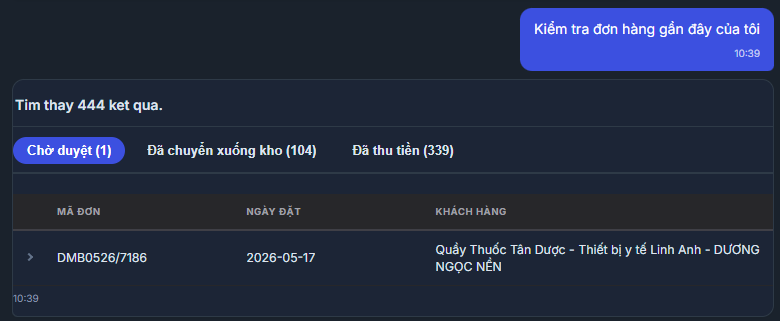 Kiểm tra đơn hàng gần đây của tôi
10:39
Tim thay 444 ket qua.
Chờ duyệt (1) Đã chuyển xuống kho (104) Đã thu tiền (339)
MÃ ĐƠN NGÀY ĐẶT KHÁCH HÀNG
DMB0526/7186 2026-05-17 Quầy Thuốc Tân Dược - Thiết bị y tế Linh Anh - DƯƠNG
NGỌC NỀN
10:39